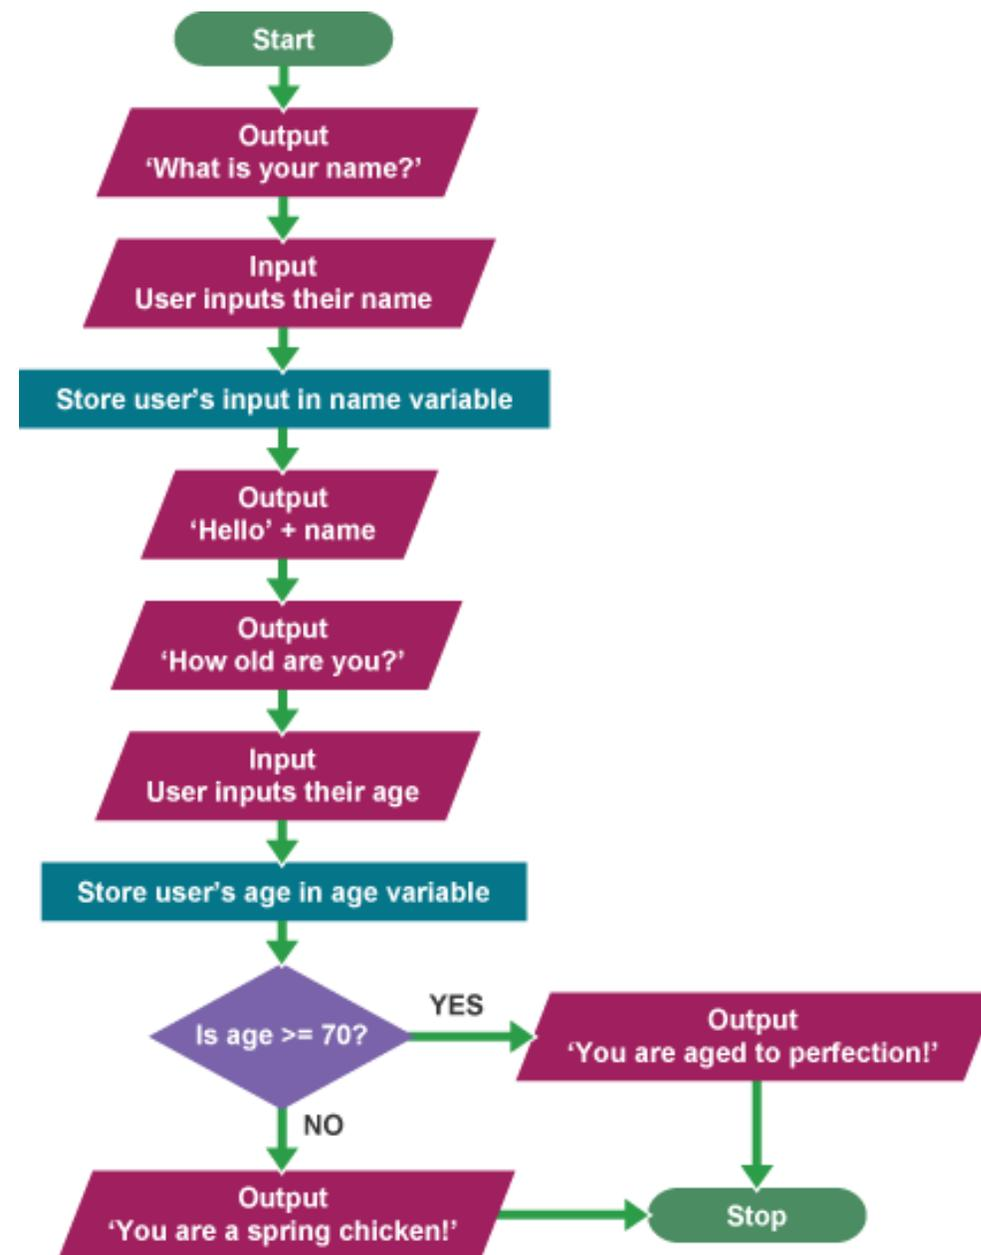 Start
Output
‘What is your name?’
Input
User inputs their name
Store user’s input in name variable
Output
‘Hello’ + name
Output
‘How old are you?’
Input
User inputs their age
Store user’s age in age variable
Is age >= 70?
YES
Output
‘You are aged to perfection!’
NO
Output
‘You are a spring chicken!’
Stop